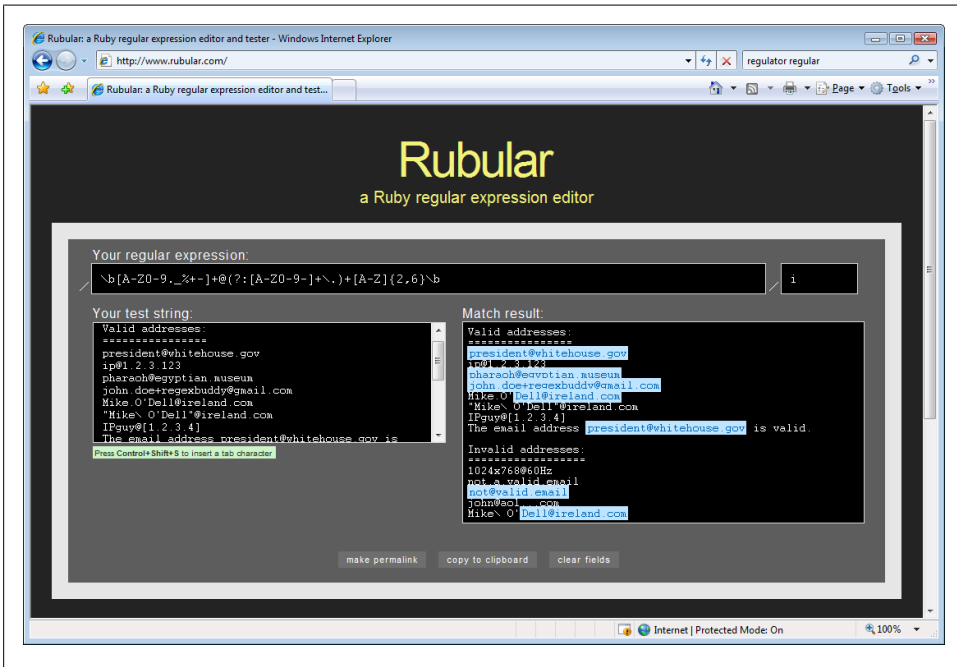 Rubular: a Ruby regular expression editor and tester - Windows Internet Explorer
http://www.rubular.com/
regulator regular
Rubular: a Ruby regular expression editor and test...
Page
Tools
Rubular
a Ruby regular expression editor
Your regular expression:
/ \b[A-Z0-9._%+-]+@(?:[A-Z0-9-]+\.)+[A-Z]{2,6}\b / i
Your test string:
Valid addresses:
================
president@whitehouse.gov
ip@1.2.3.123
pharaoh@egyptian.museum
john.doe+regexbuddy@gmail.com
Mike.O'Dell@ireland.com
"Mike\ O'Dell"@ireland.com
IPguy@[1.2.3.4]
The email address president@whitehouse.gov is
Press Control+Shift+S to insert a tab character
Match result:
Valid addresses:
================
president@whitehouse.gov
ip@1.2.3.123
pharaoh@egyptian.museum
john.doe+regexbuddy@gmail.com
Mike.O'Dell@ireland.com
"Mike\ O'Dell"@ireland.com
IPguy@[1.2.3.4]
The email address president@whitehouse.gov is valid.
Invalid addresses:
==================
1024x768@60Hz
not.a.valid.email
not@valid.email
john@aol...com
Mike\ O'Dell@ireland.com
make permalink copy to clipboard clear fields
Internet | Protected Mode: On
100%